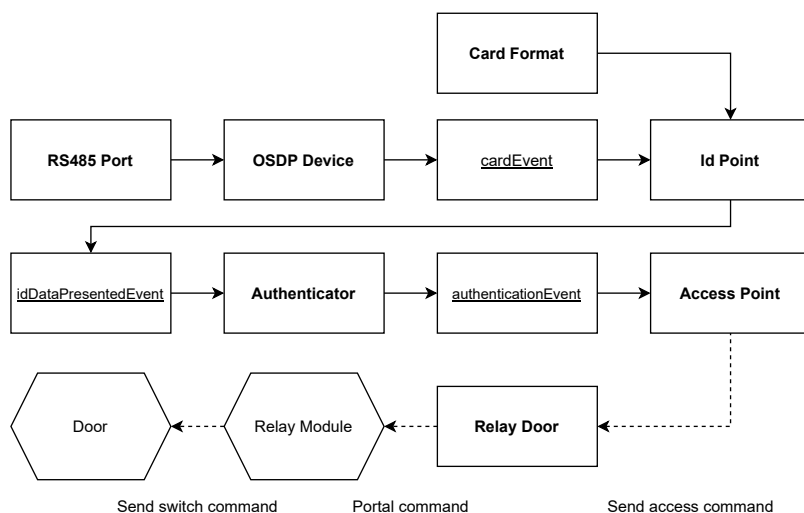 Card Format
RS485 Port
OSDP Device
cardEvent
Id Point
idDataPresentedEvent
Authenticator
authenticationEvent
Access Point
Door
Relay Module
Relay Door
Send switch command
Portal command
Send access command